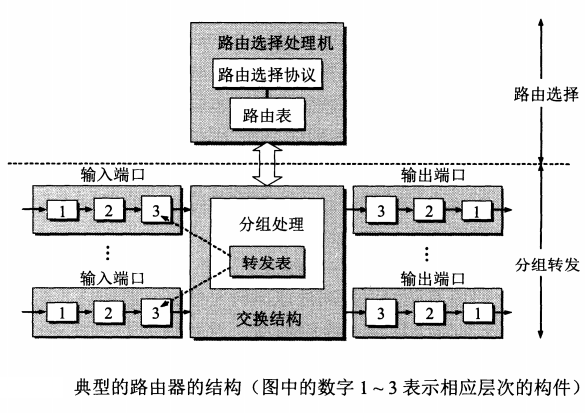 路由选择处理机
路由选择协议
路由表
路由选择
输入端口
输出端口
1 2 3
3 2 1
分组处理
转发表
分组转发
输入端口
输出端口
1 2 3
3 2 1
交换结构
典型的路由器的结构（图中的数字 1 ~ 3 表示相应层次的构件）